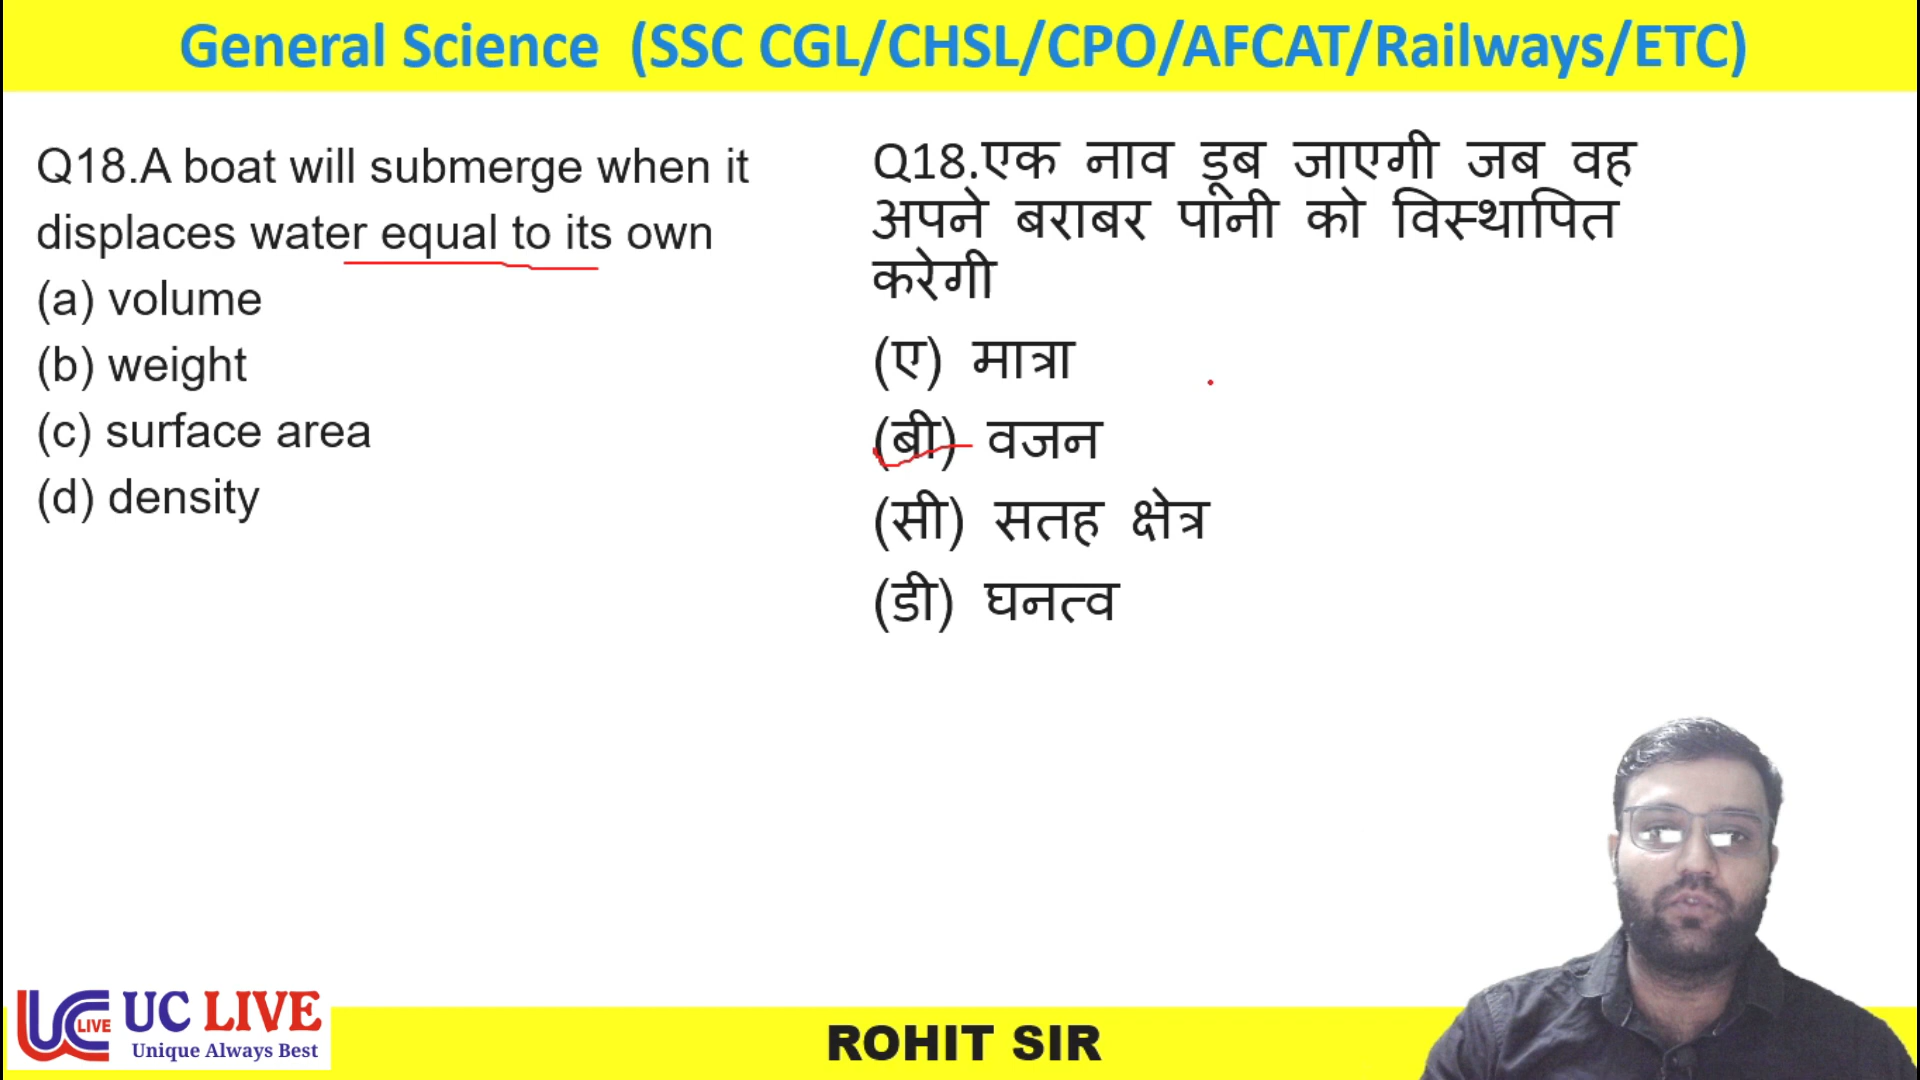 General Science (SSC CGL/CHSL/CPO/AFCAT/Railways/ETC)
Q18.A boat will submerge when it
displaces water equal to its own
(a) volume
(b) weight
(c) surface area
(d) density
Q18.एक नाव डूब जाएगी जब वह
अपने बराबर पानी को विस्थापित
करेगी
(ए) मात्रा
(बी) वजन
(सी) सतह क्षेत्र
(डी) घनत्व
UC LIVE
LIVE
Unique Always Best
ROHIT SIR